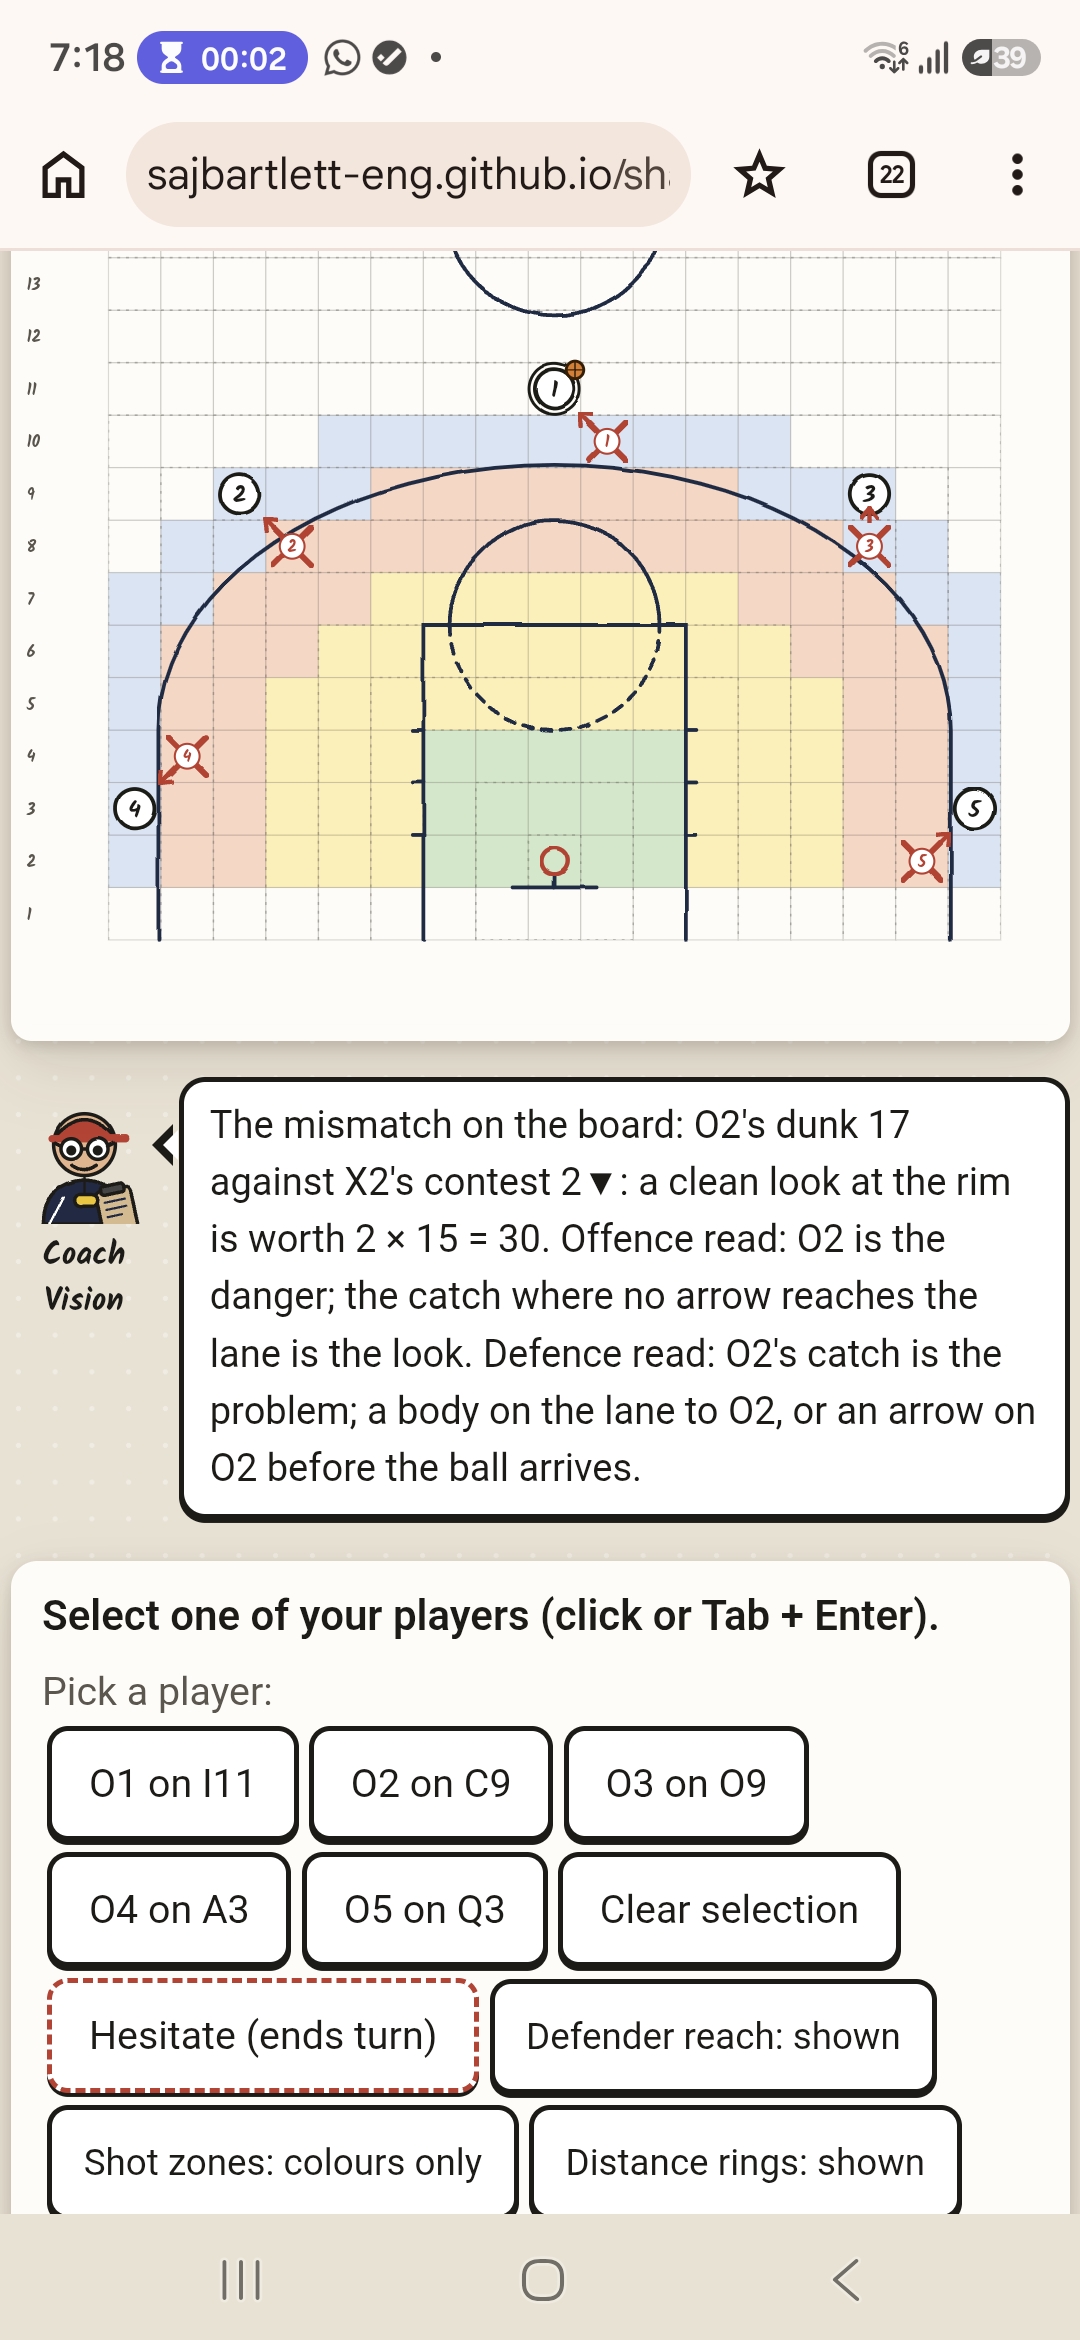 7:18 00:02 6 39
sajbartlett-eng.github.io/sh 22
13
12
11 1
10 1
9 2 3
8 2 3
7
6
5
4 4
3 4 5
2 5
1
The mismatch on the board: O2's dunk 17
against X2's contest 2▼: a clean look at the rim
is worth 2 × 15 = 30. Offence read: O2 is the
danger; the catch where no arrow reaches the
lane is the look. Defence read: O2's catch is the
problem; a body on the lane to O2, or an arrow on
O2 before the ball arrives.
Coach
Vision
Select one of your players (click or Tab + Enter).
Pick a player:
O1 on I11 O2 on C9 O3 on O9
O4 on A3 O5 on Q3 Clear selection
Hesitate (ends turn) Defender reach: shown
Shot zones: colours only Distance rings: shown